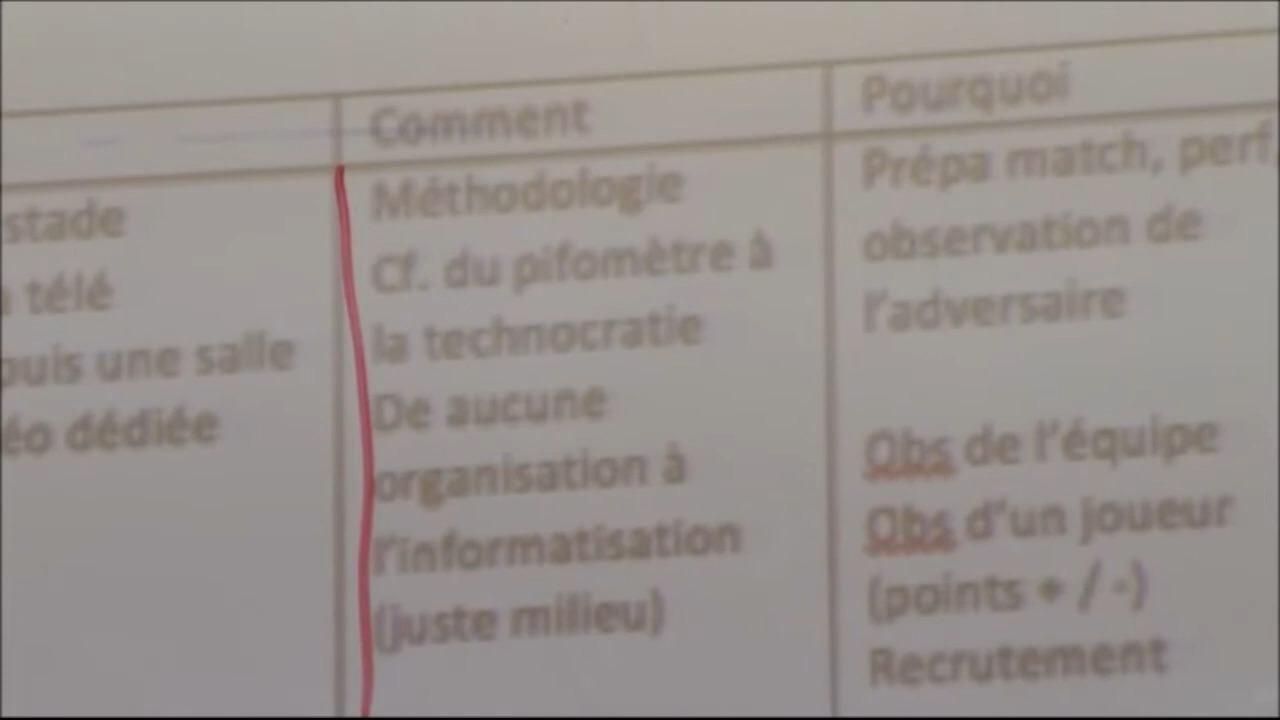 Comment
Pourquoi
stade
télé
puis une salle
éo dédiée
Méthodologie
Cf. du pifomètre à
la technocratie
De aucune
organisation à
l'informatisation
(juste milieu)
Prépa match, perf,
observation de
l'adversaire
Obs de l'équipe
Obs d'un joueur
(points + / -)
Recrutement